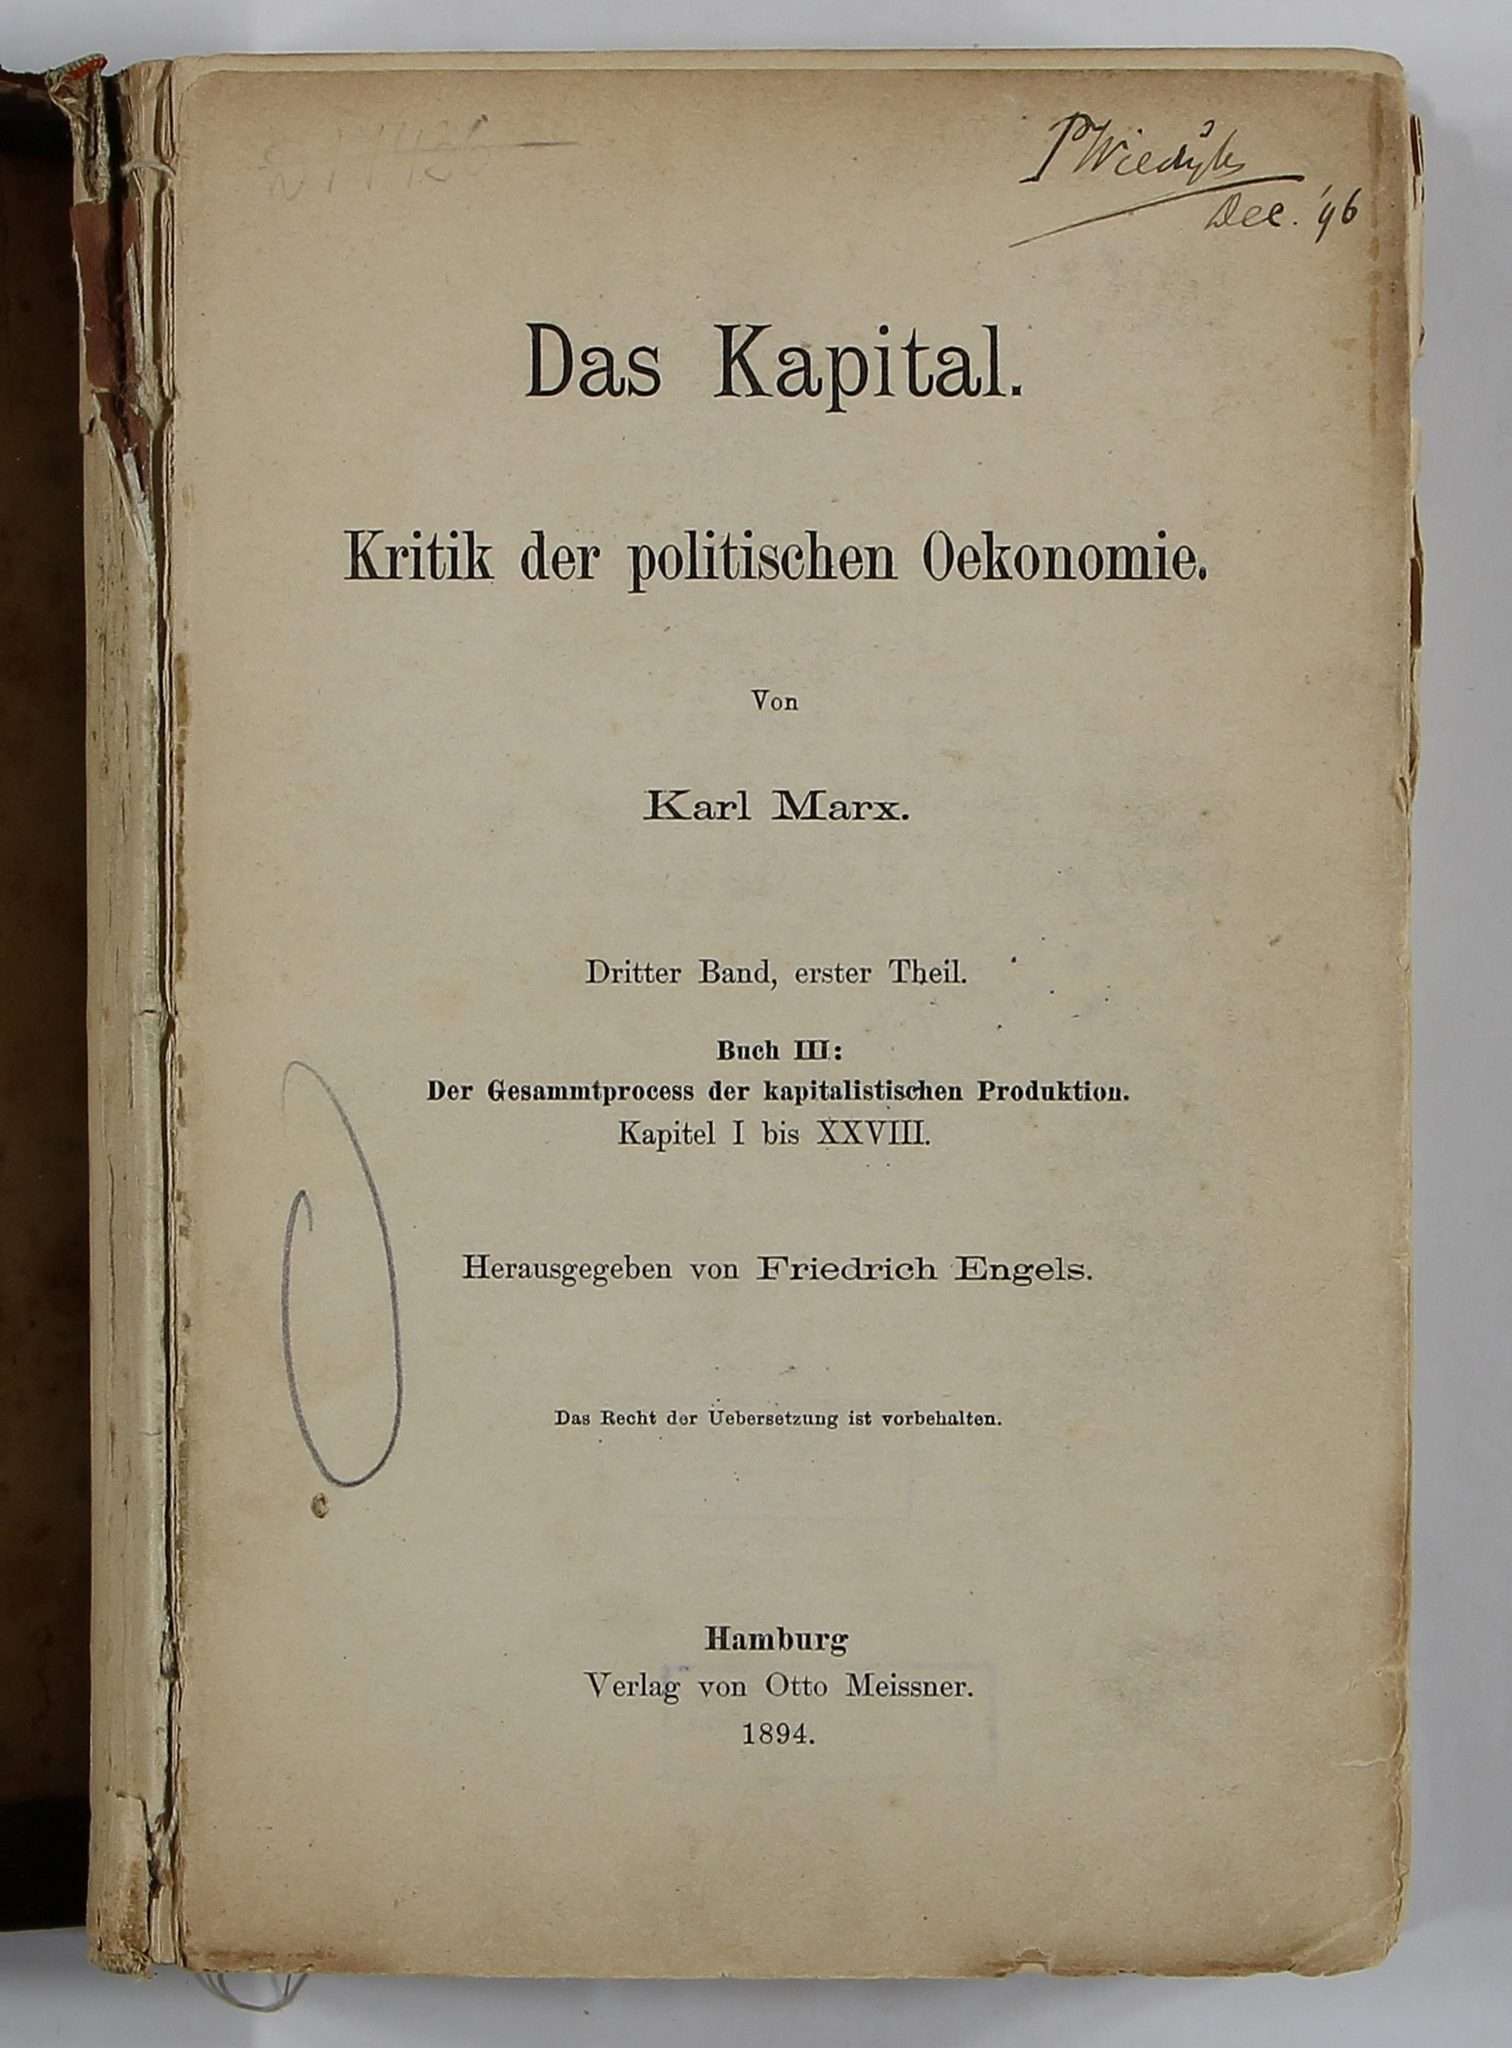 Dec. '96
Das Kapital.
Kritik der politischen Oekonomie.
Von
Karl Marx.
Dritter Band, erster Theil.
Buch III:
Der Gesammtprocess der kapitalistischen Produktion.
Kapitel I bis XXVIII.
Herausgegeben von Friedrich Engels.
Das Recht der Uebersetzung ist vorbehalten.
Hamburg
Verlag von Otto Meissner.
1894.